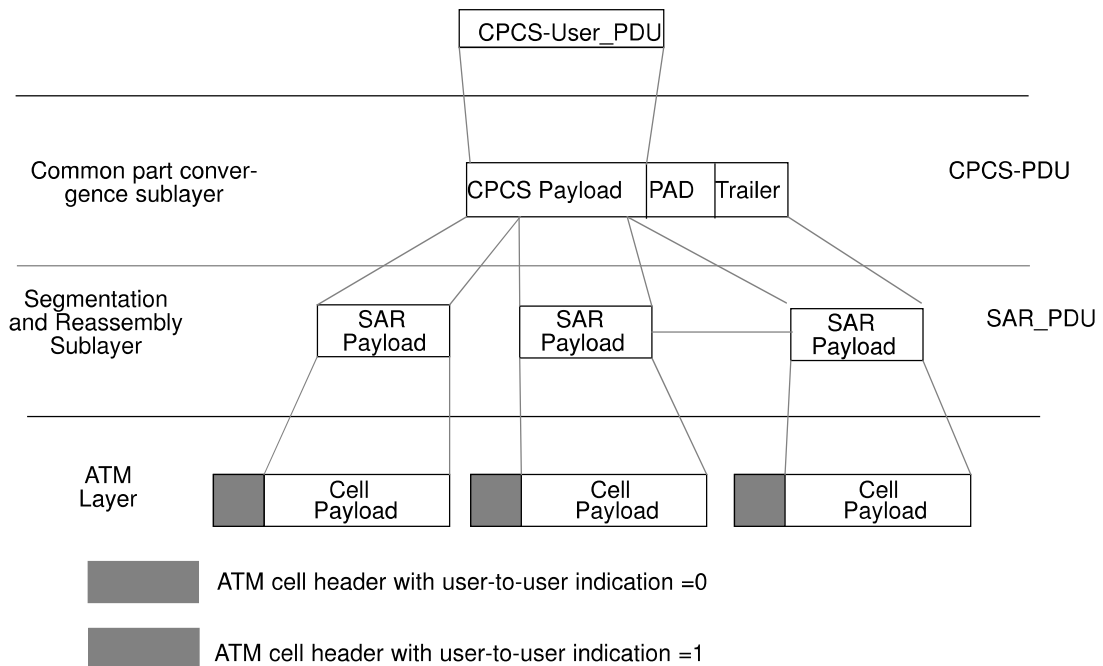 CPCS-User_PDU
Common part conver-
gence sublayer
CPCS Payload
PAD
Trailer
CPCS-PDU
Segmentation
and Reassembly
Sublayer
SAR
Payload
SAR
Payload
SAR
Payload
SAR_PDU
ATM
Layer
Cell
Payload
Cell
Payload
Cell
Payload
ATM cell header with user-to-user indication =0
ATM cell header with user-to-user indication =1